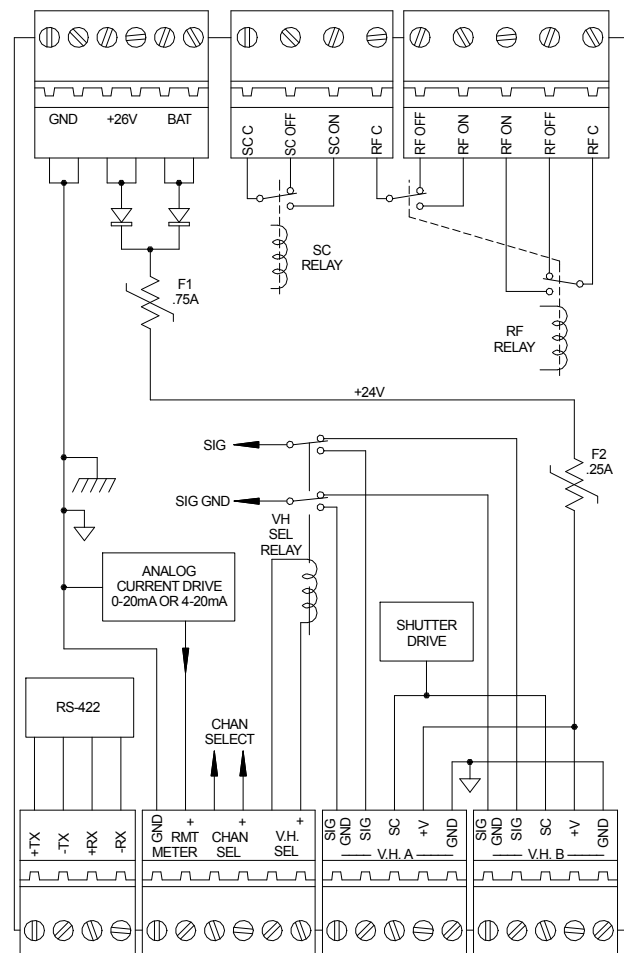 GND +26V BAT
SC C
SC OFF
SC ON
RF C
RF OFF
RF ON
RF ON
RF OFF
RF C
SC
RELAY
F1
.75A
RF
RELAY
+24V
SIG
F2
.25A
SIG GND
VH
SEL
RELAY
ANALOG
CURRENT DRIVE
0-20mA OR 4-20mA
SHUTTER
DRIVE
RS-422
CHAN
SELECT
+TX
-TX
+RX
-RX
GND
+
RMT
METER
+
CHAN
SEL
+
V.H.
SEL
SIG
GND
SIG
SC
+V
GND
V.H. A
SIG
GND
SIG
SC
+V
GND
V.H. B